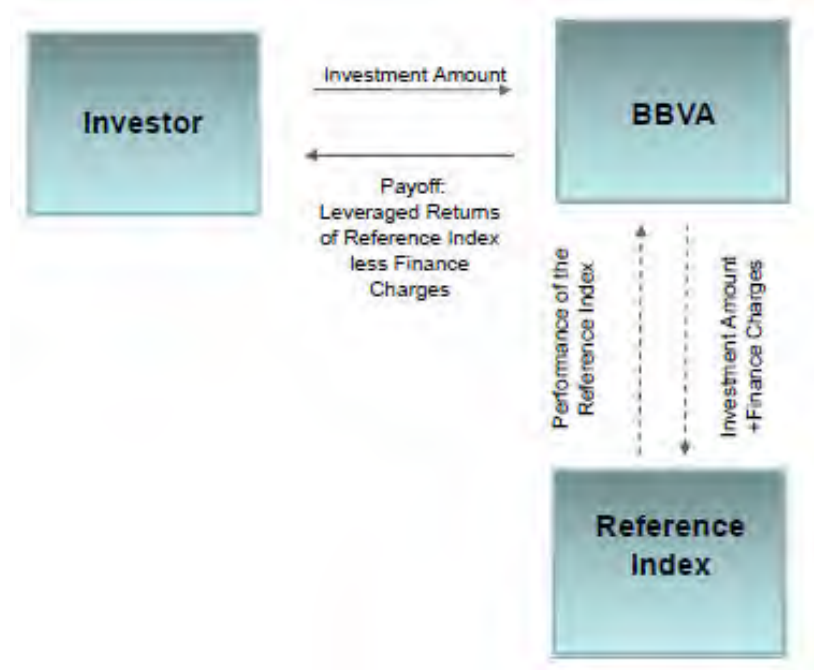 Investor
Investment Amount
BBVA
Payoff:
Leveraged Returns
of Reference Index
less Finance
Charges
Performance of the
Reference Index
Investment Amount
+Finance Charges
Reference
Index